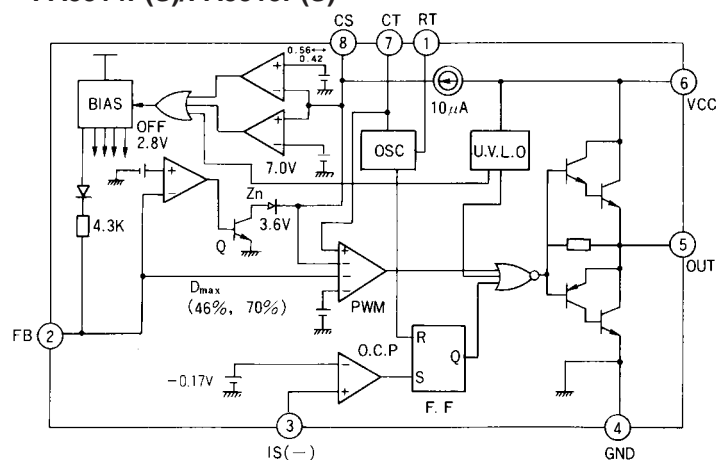 CS CT RT
8 7 1
0.56
0.42
BIAS
10μA
6
VCC
OFF
2.8V
OSC
U.V.L.O
7.0V
Zn
3.6V
4.3K
Q
5
OUT
Dmax
(46%, 70%)
PWM
FB 2
O.C.P
R
Q
S
-0.17V
F. F
3
4
IS(-)
GND